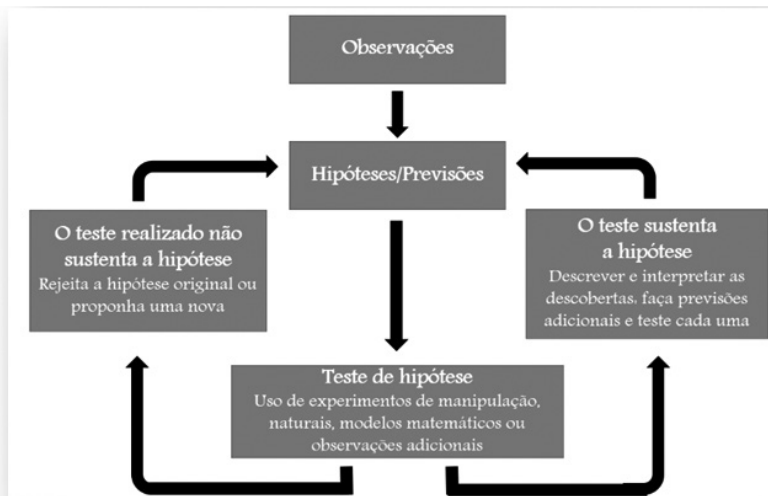 Observações
Hipóteses/Previsões
O teste realizado não
sustenta a hipótese
Rejeita a hipótese original ou
proponha uma nova
O teste sustenta
a hipótese
Descrever e interpretar as
descobertas, faça previsões
adicionais e teste cada uma
Teste de hipótese
Uso de experimentos de manipulação,
naturais, modelos matemáticos ou
observações adicionais